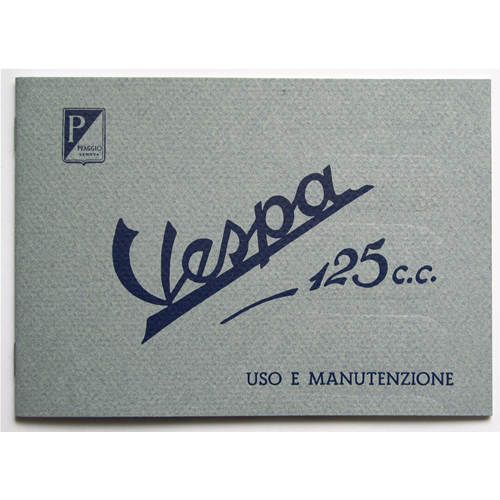 P
PIAGGIO
GENOVA
Vespa
125 c.c.
USO E MANUTENZIONE